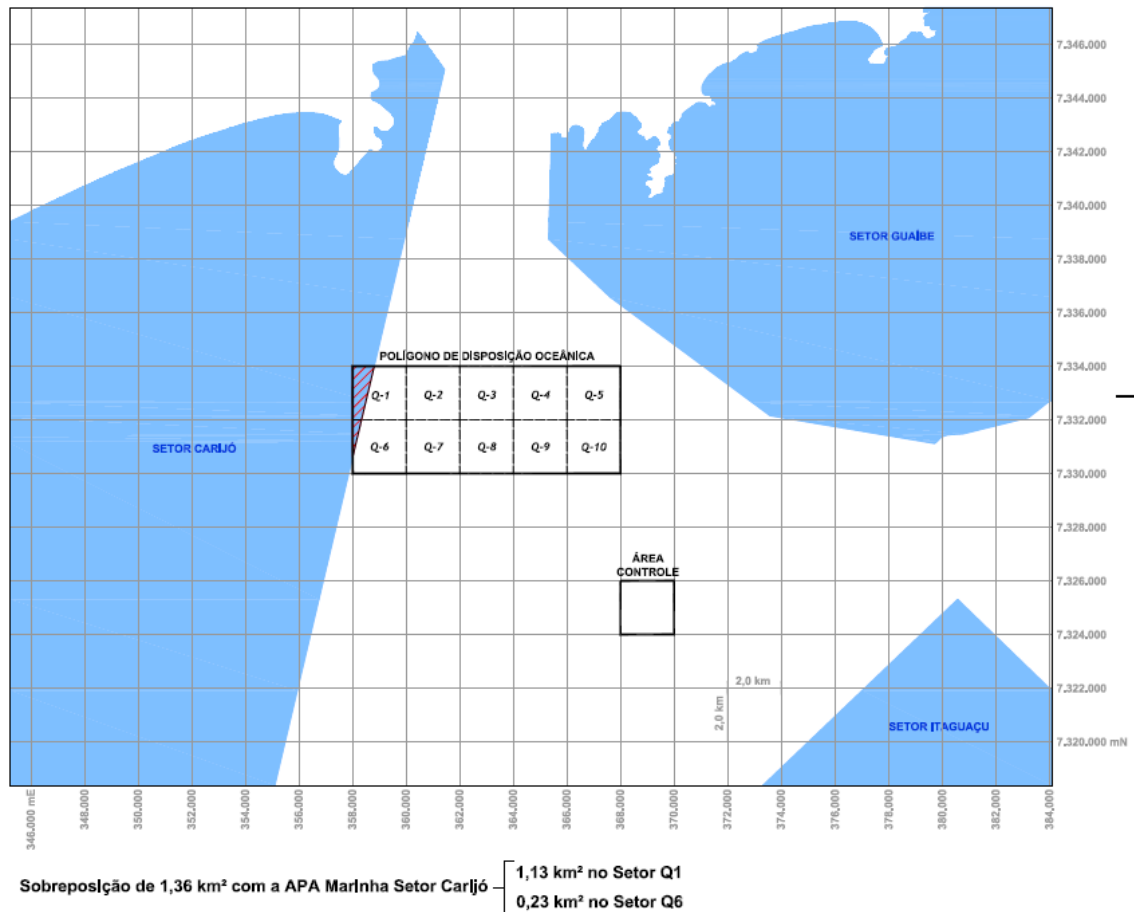 7.346.000
7.344.000
7.342.000
7.340.000
SETOR GUAÍBE
7.338.000
7.336.000
POLÍGONO DE DISPOSIÇÃO OCEÂNICA
7.334.000
Q-1 Q-2 Q-3 Q-4 Q-5
7.332.000
SETOR CARIJÓ
Q-6 Q-7 Q-8 Q-9 Q-10
7.330.000
7.328.000
ÁREA
CONTROLE
7.326.000
7.324.000
2,0 km
2,0 km
7.322.000
SETOR ITAGUAÇU
7.320.000 mN
346.000 mE
348.000
350.000
352.000
354.000
356.000
358.000
360.000
362.000
364.000
366.000
368.000
370.000
372.000
374.000
376.000
378.000
380.000
382.000
384.000
Sobreposição de 1,36 km² com a APA Marinha Setor Carijó
1,13 km² no Setor Q1
0,23 km² no Setor Q6